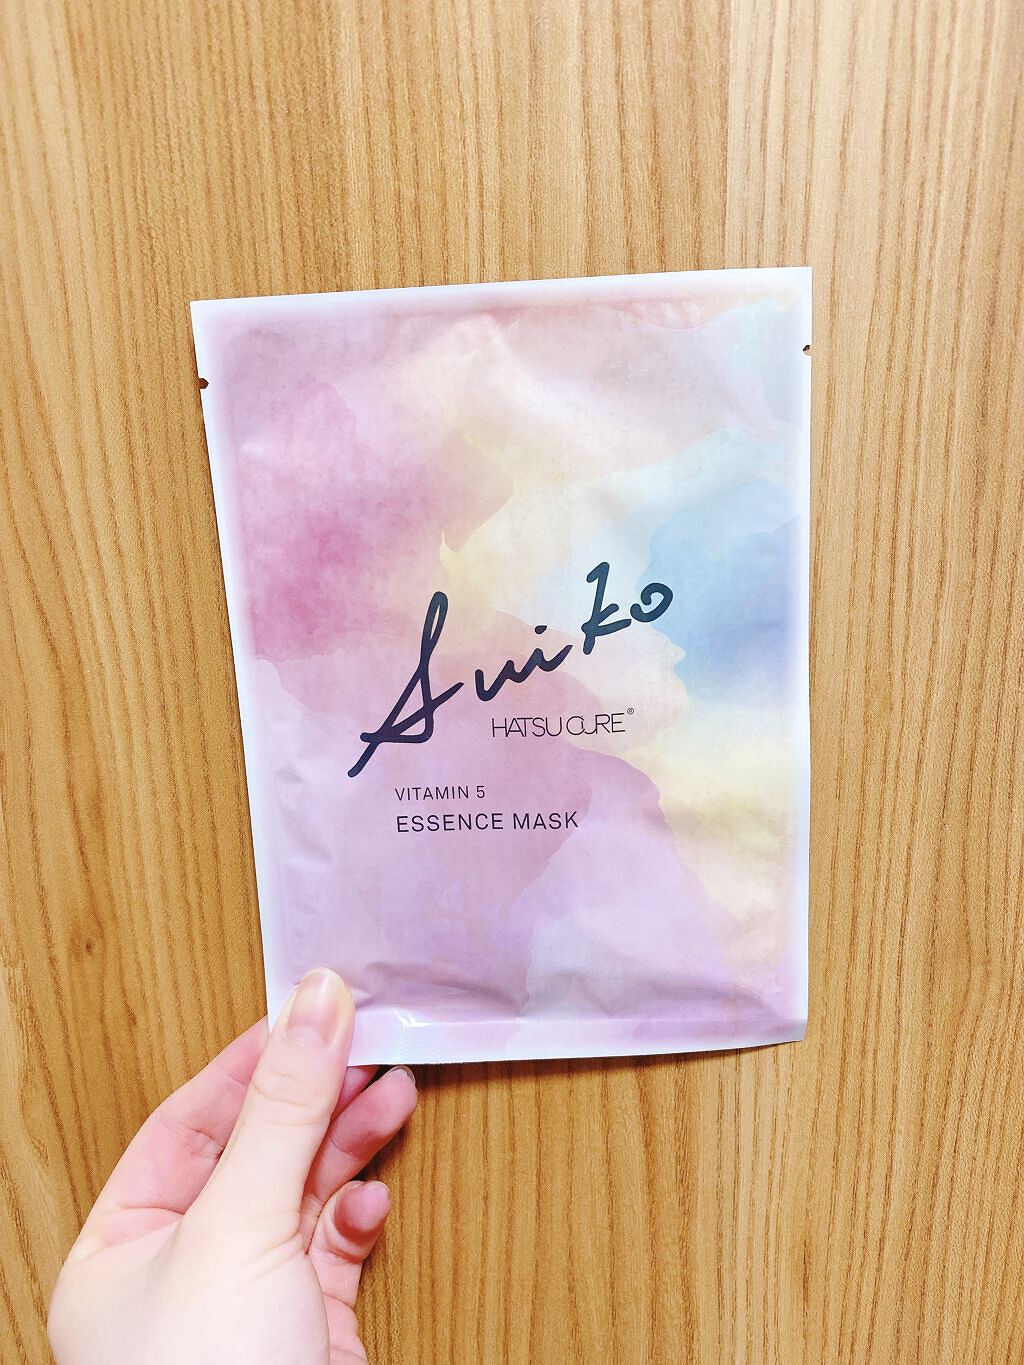 Suiko
HATSU CURE®
VITAMIN 5
ESSENCE MASK